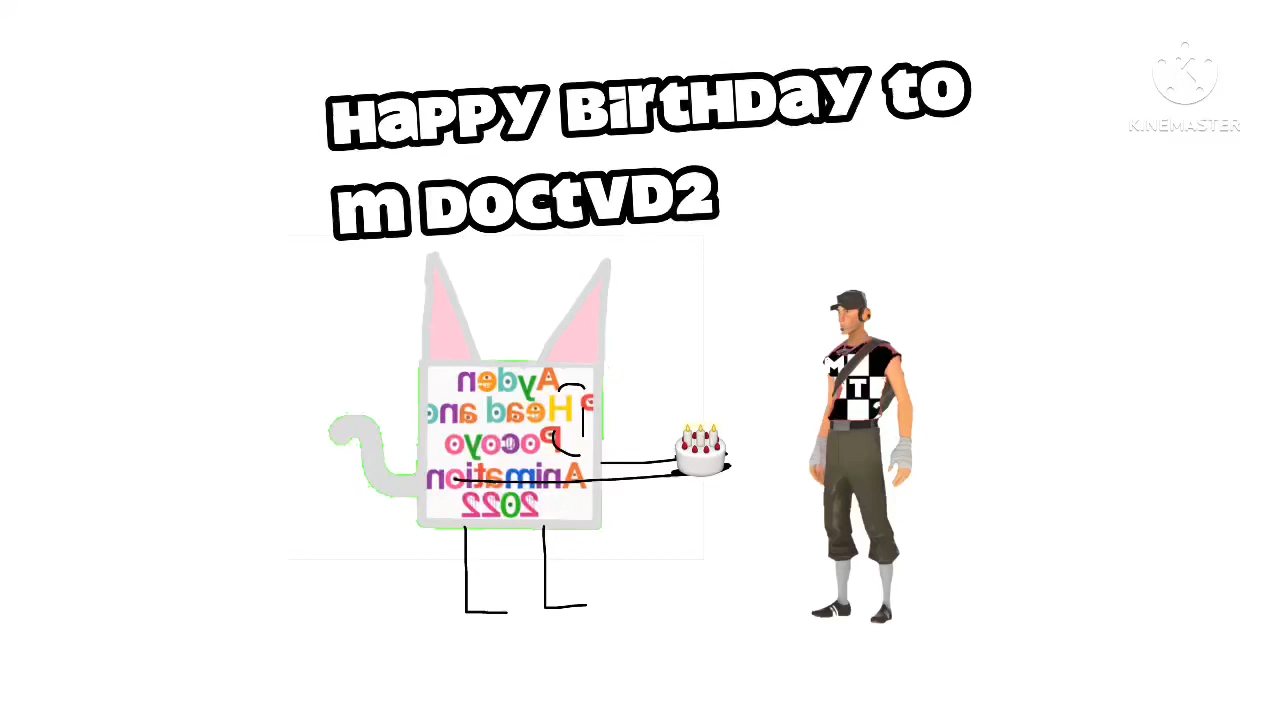 Happy Birthday to
m Doctvd2
KINEMASTER
Ayden
Head and P
Pocoyo
Animation
2022
M
T